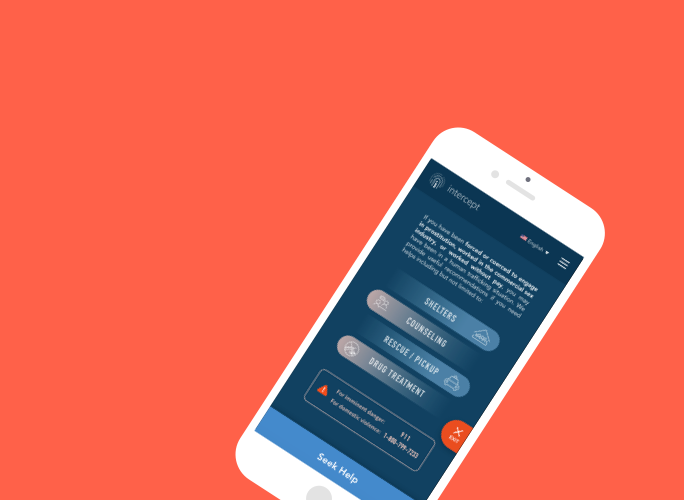 intercept
English
If you have been forced or coerced to engage
in prostitution, worked in the commercial sex
industry, or worked without pay, you may
have been in a human trafficking situation. We
provide useful recommendations if you need
helps including but not limited to:
SHELTERS
COUNSELING
RESCUE / PICKUP
DRUG TREATMENT
For imminent danger: 911
For domestic violence: 1-800-799-7233
EXIT
Seek Help